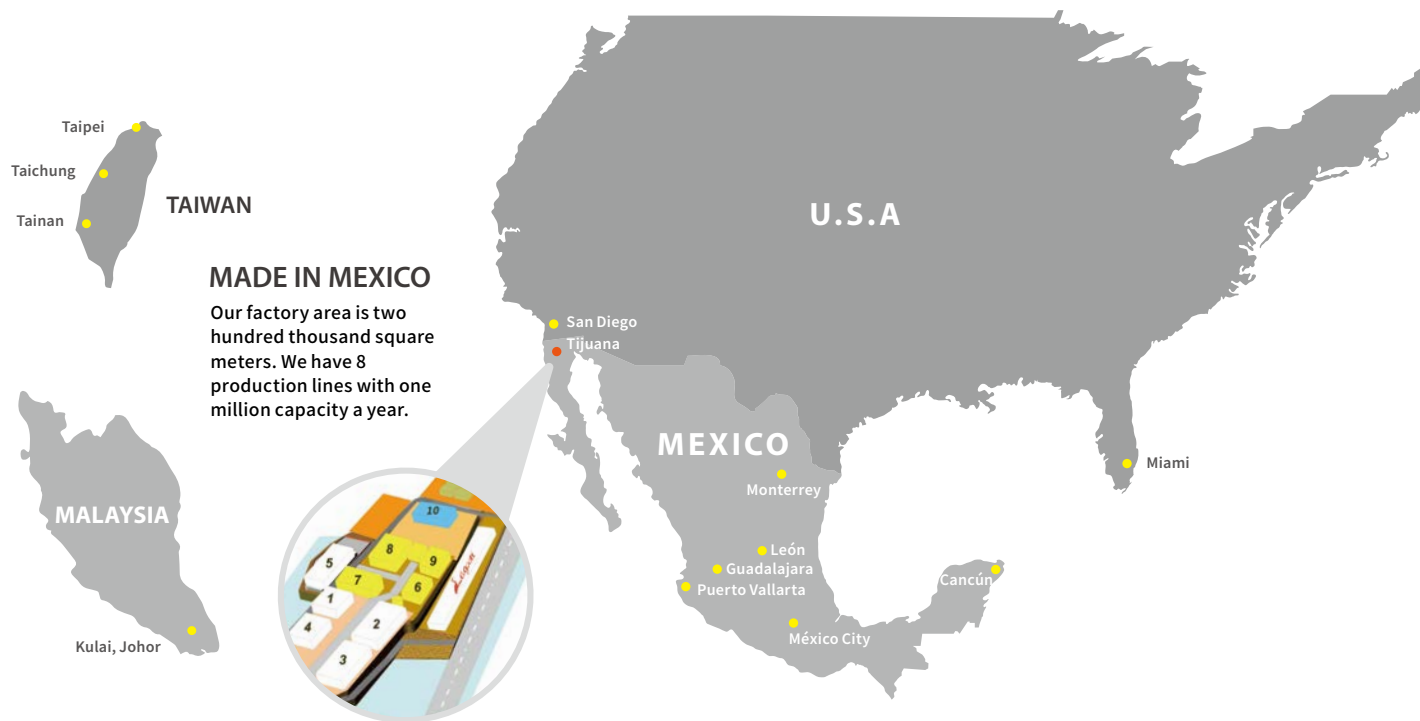 Taipei
Taichung
Tainan
TAIWAN
MADE IN MEXICO
Our factory area is two
hundred thousand square
meters. We have 8
production lines with one
million capacity a year.
MALAYSIA
Kulai, Johor
U.S.A
San Diego
Tijuana
MEXICO
Monterrey
León
Guadalajara
Puerto Vallarta
Cancún
México City
Miami
10
8
9
5
7
6
1
2
4
3